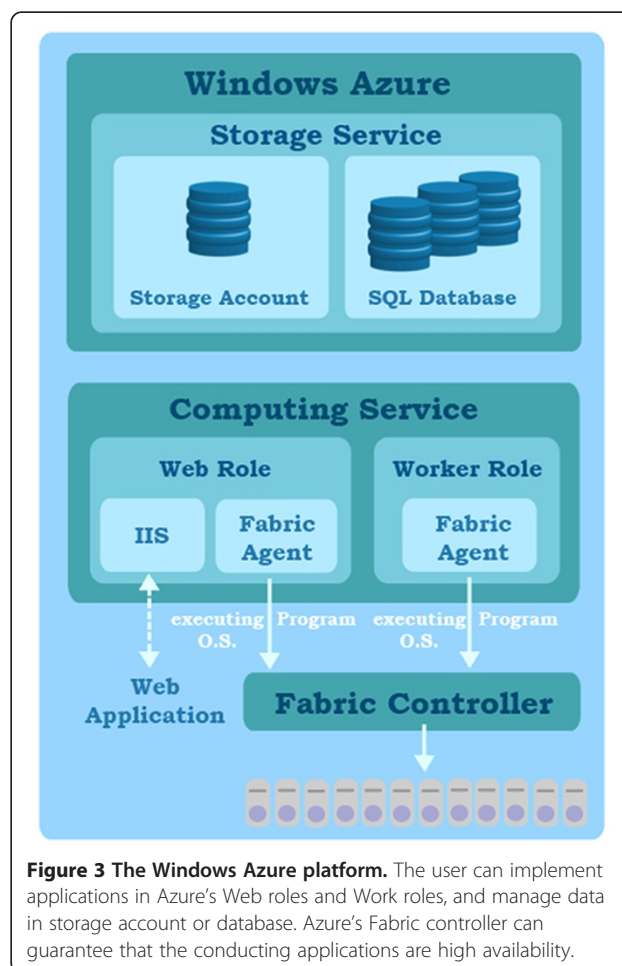 Windows Azure
Storage Service
Storage Account
SQL Database
Computing Service
Web Role
Worker Role
IIS
Fabric
Agent
Fabric
Agent
executing Program
O.S.
executing Program
O.S.
Web
Application
Fabric Controller
Figure 3 The Windows Azure platform. The user can implement
applications in Azure's Web roles and Work roles, and manage data
in storage account or database. Azure's Fabric controller can
guarantee that the conducting applications are high availability.